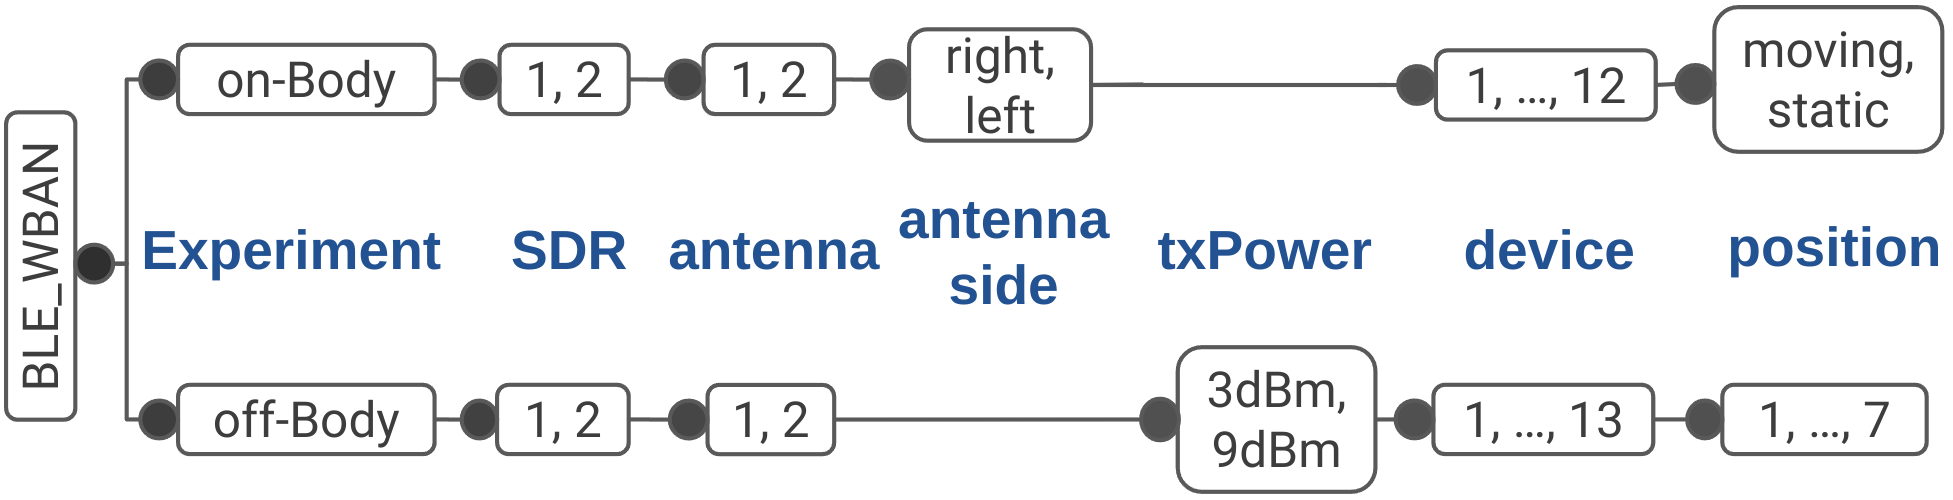 BLE_WBAN
on-Body
1, 2
1, 2
right,
left
1, ..., 12
moving,
static
Experiment
SDR
antenna
antenna
side
txPower
device
position
off-Body
1, 2
1, 2
3dBm,
9dBm
1, ..., 13
1, ..., 7